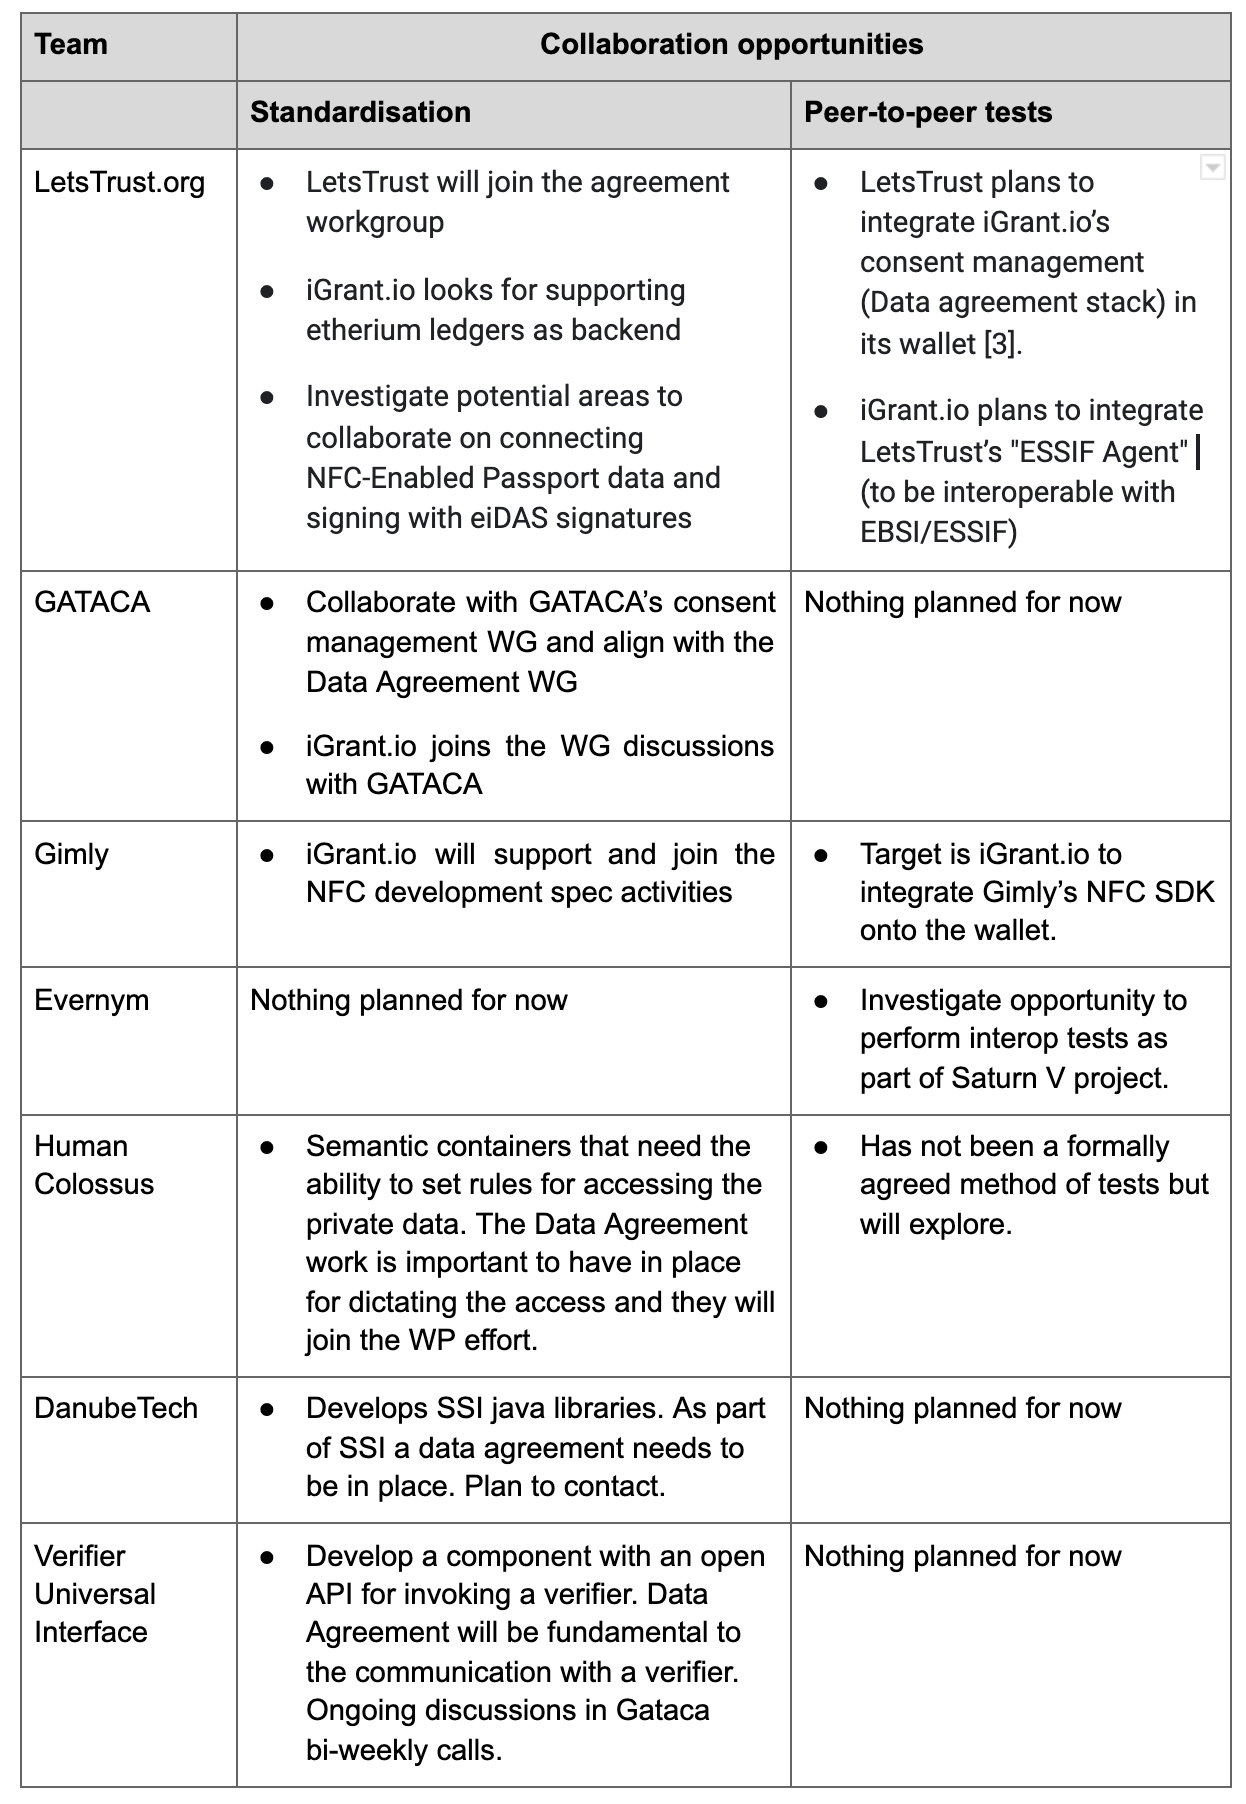 Team
Collaboration opportunities
Standardisation
Peer-to-peer tests
LetsTrust.org
● LetsTrust will join the agreement
workgroup
● iGrant.io looks for supporting
etherium ledgers as backend
● Investigate potential areas to
collaborate on connecting
NFC-Enabled Passport data and
signing with eiDAS signatures
● LetsTrust plans to
integrate iGrant.io’s
consent management
(Data agreement stack) in
its wallet [3].
● iGrant.io plans to integrate
LetsTrust’s "ESSIF Agent"
(to be interoperable with
EBSI/ESSIF)
GATACA
● Collaborate with GATACA’s consent
management WG and align with the
Data Agreement WG
● iGrant.io joins the WG discussions
with GATACA
Nothing planned for now
Gimly
● iGrant.io will support and join the
NFC development spec activities
● Target is iGrant.io to
integrate Gimly’s NFC SDK
onto the wallet.
Evernym
Nothing planned for now
● Investigate opportunity to
perform interop tests as
part of Saturn V project.
Human
Colossus
● Semantic containers that need the
ability to set rules for accessing the
private data. The Data Agreement
work is important to have in place
for dictating the access and they will
join the WP effort.
● Has not been a formally
agreed method of tests but
will explore.
DanubeTech
● Develops SSI java libraries. As part
of SSI a data agreement needs to
be in place. Plan to contact.
Nothing planned for now
Verifier
Universal
Interface
● Develop a component with an open
API for invoking a verifier. Data
Agreement will be fundamental to
the communication with a verifier.
Ongoing discussions in Gataca
bi-weekly calls.
Nothing planned for now